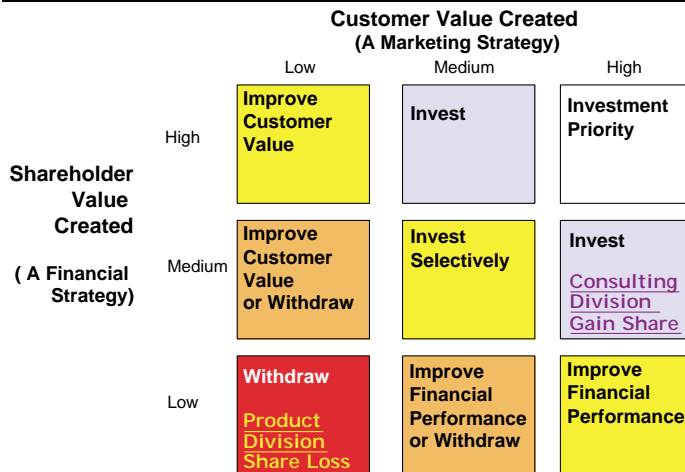 Customer Value Created
(A Marketing Strategy)
Low
Medium
High
Shareholder
Value
Created
( A Financial
Strategy)
High
Improve
Customer
Value
Invest
Investment
Priority
Medium
Improve
Customer
Value
or Withdraw
Invest
Selectively
Invest
Consulting
Division
Gain Share
Low
Withdraw
Product
Division
Share Loss
Improve
Financial
Performance
or Withdraw
Improve
Financial
Performance